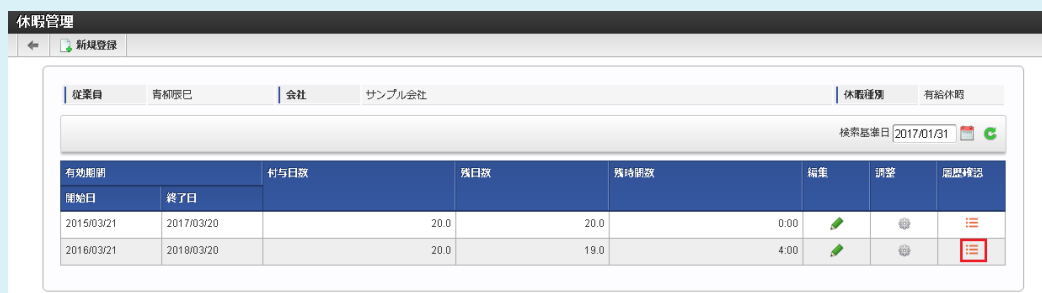 休暇管理
新規登録
従業員 青柳辰巳 会社 サンプル会社 休暇種別 有給休暇
検索基準日 2017/01/31
有効期間 付与日数 残日数 残時間数 編集 調整 履歴確認
開始日 終了日
2015/03/21 2017/03/20 20.0 20.0 0:00
2016/03/21 2018/03/20 20.0 19.0 4:00